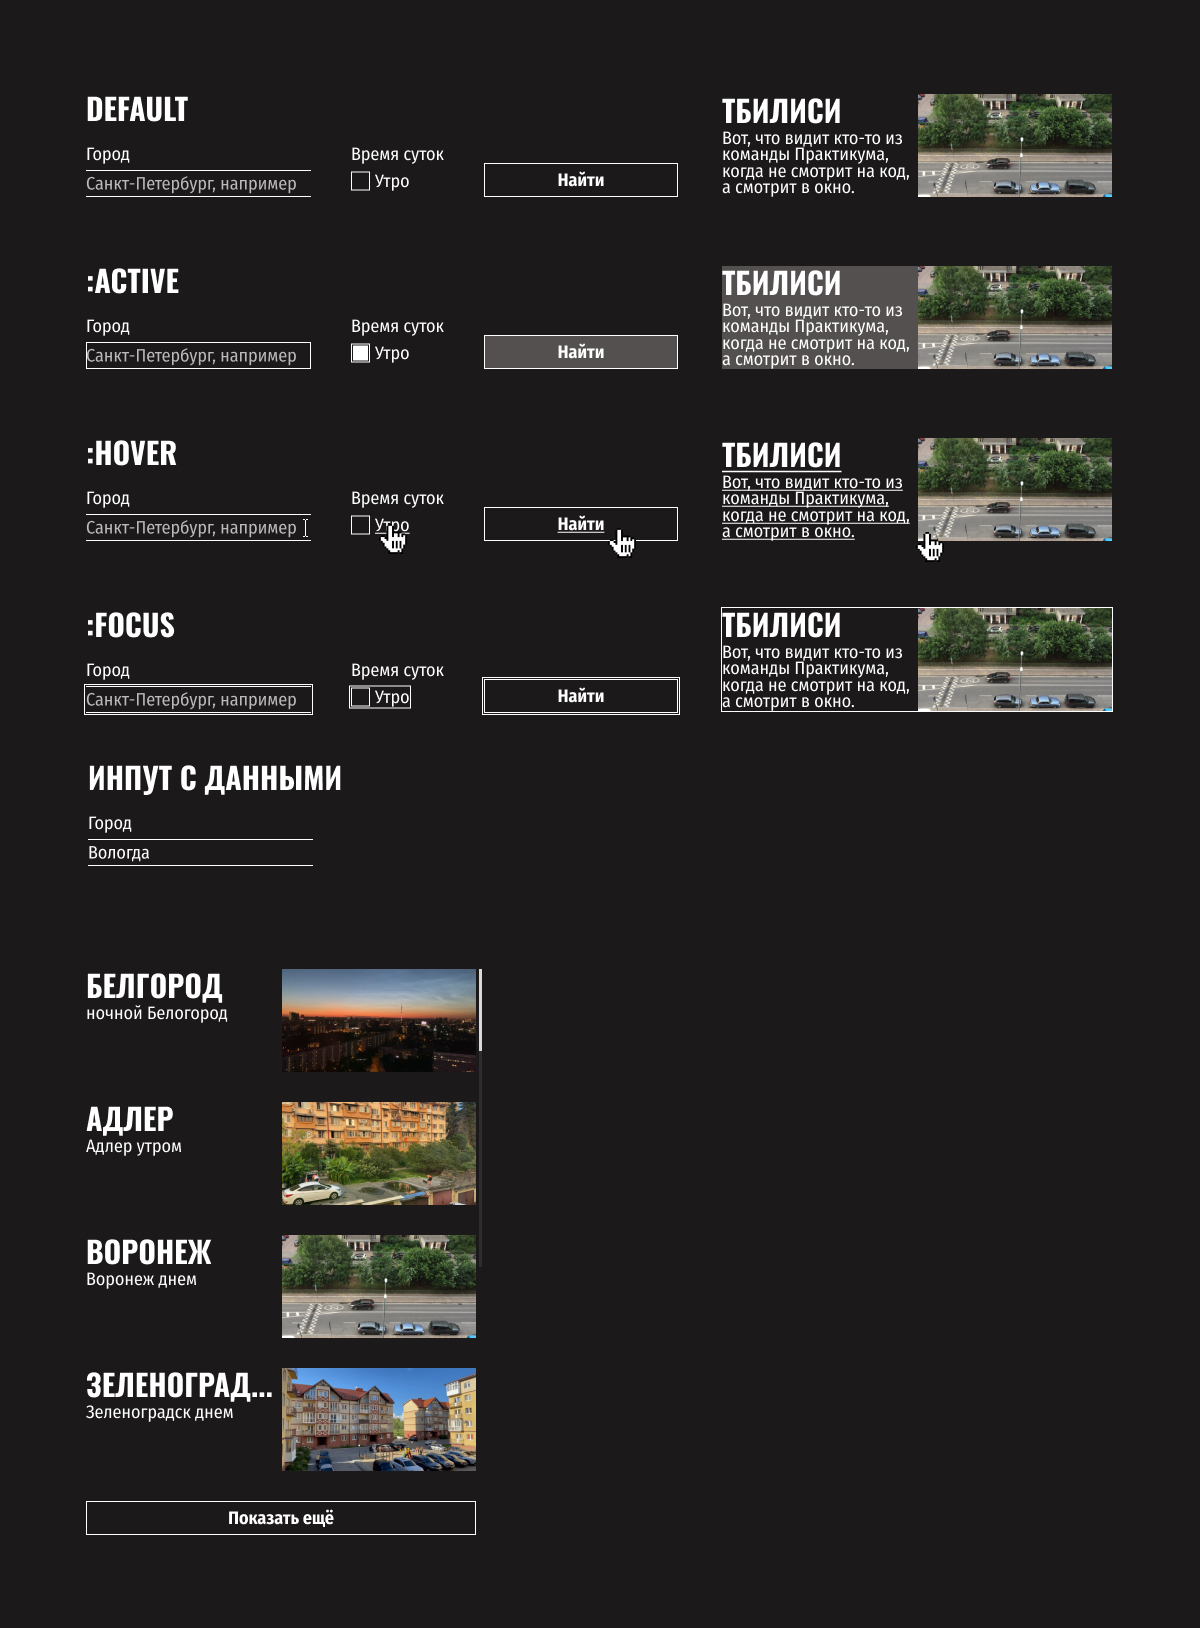 DEFAULT
Город
Санкт-Петербург, например
Время суток
Утро
Найти
ТБИЛИСИ
Вот, что видит кто-то из
команды Практикума,
когда не смотрит на код,
а смотрит в окно.
:ACTIVE
Город
Санкт-Петербург, например
Время суток
Утро
Найти
ТБИЛИСИ
Вот, что видит кто-то из
команды Практикума,
когда не смотрит на код,
а смотрит в окно.
:HOVER
Город
Санкт-Петербург, например
Время суток
Утро
Найти
ТБИЛИСИ
Вот, что видит кто-то из
команды Практикума,
когда не смотрит на код,
а смотрит в окно.
:FOCUS
Город
Санкт-Петербург, например
Время суток
Утро
Найти
ТБИЛИСИ
Вот, что видит кто-то из
команды Практикума,
когда не смотрит на код,
а смотрит в окно.
ИНПУТ С ДАННЫМИ
Город
Вологда
БЕЛГОРОД
ночной Белогород
АДЛЕР
Адлер утром
ВОРОНЕЖ
Воронеж днем
ЗЕЛЕНОГРАД...
Зеленоградск днем
Показать ещё